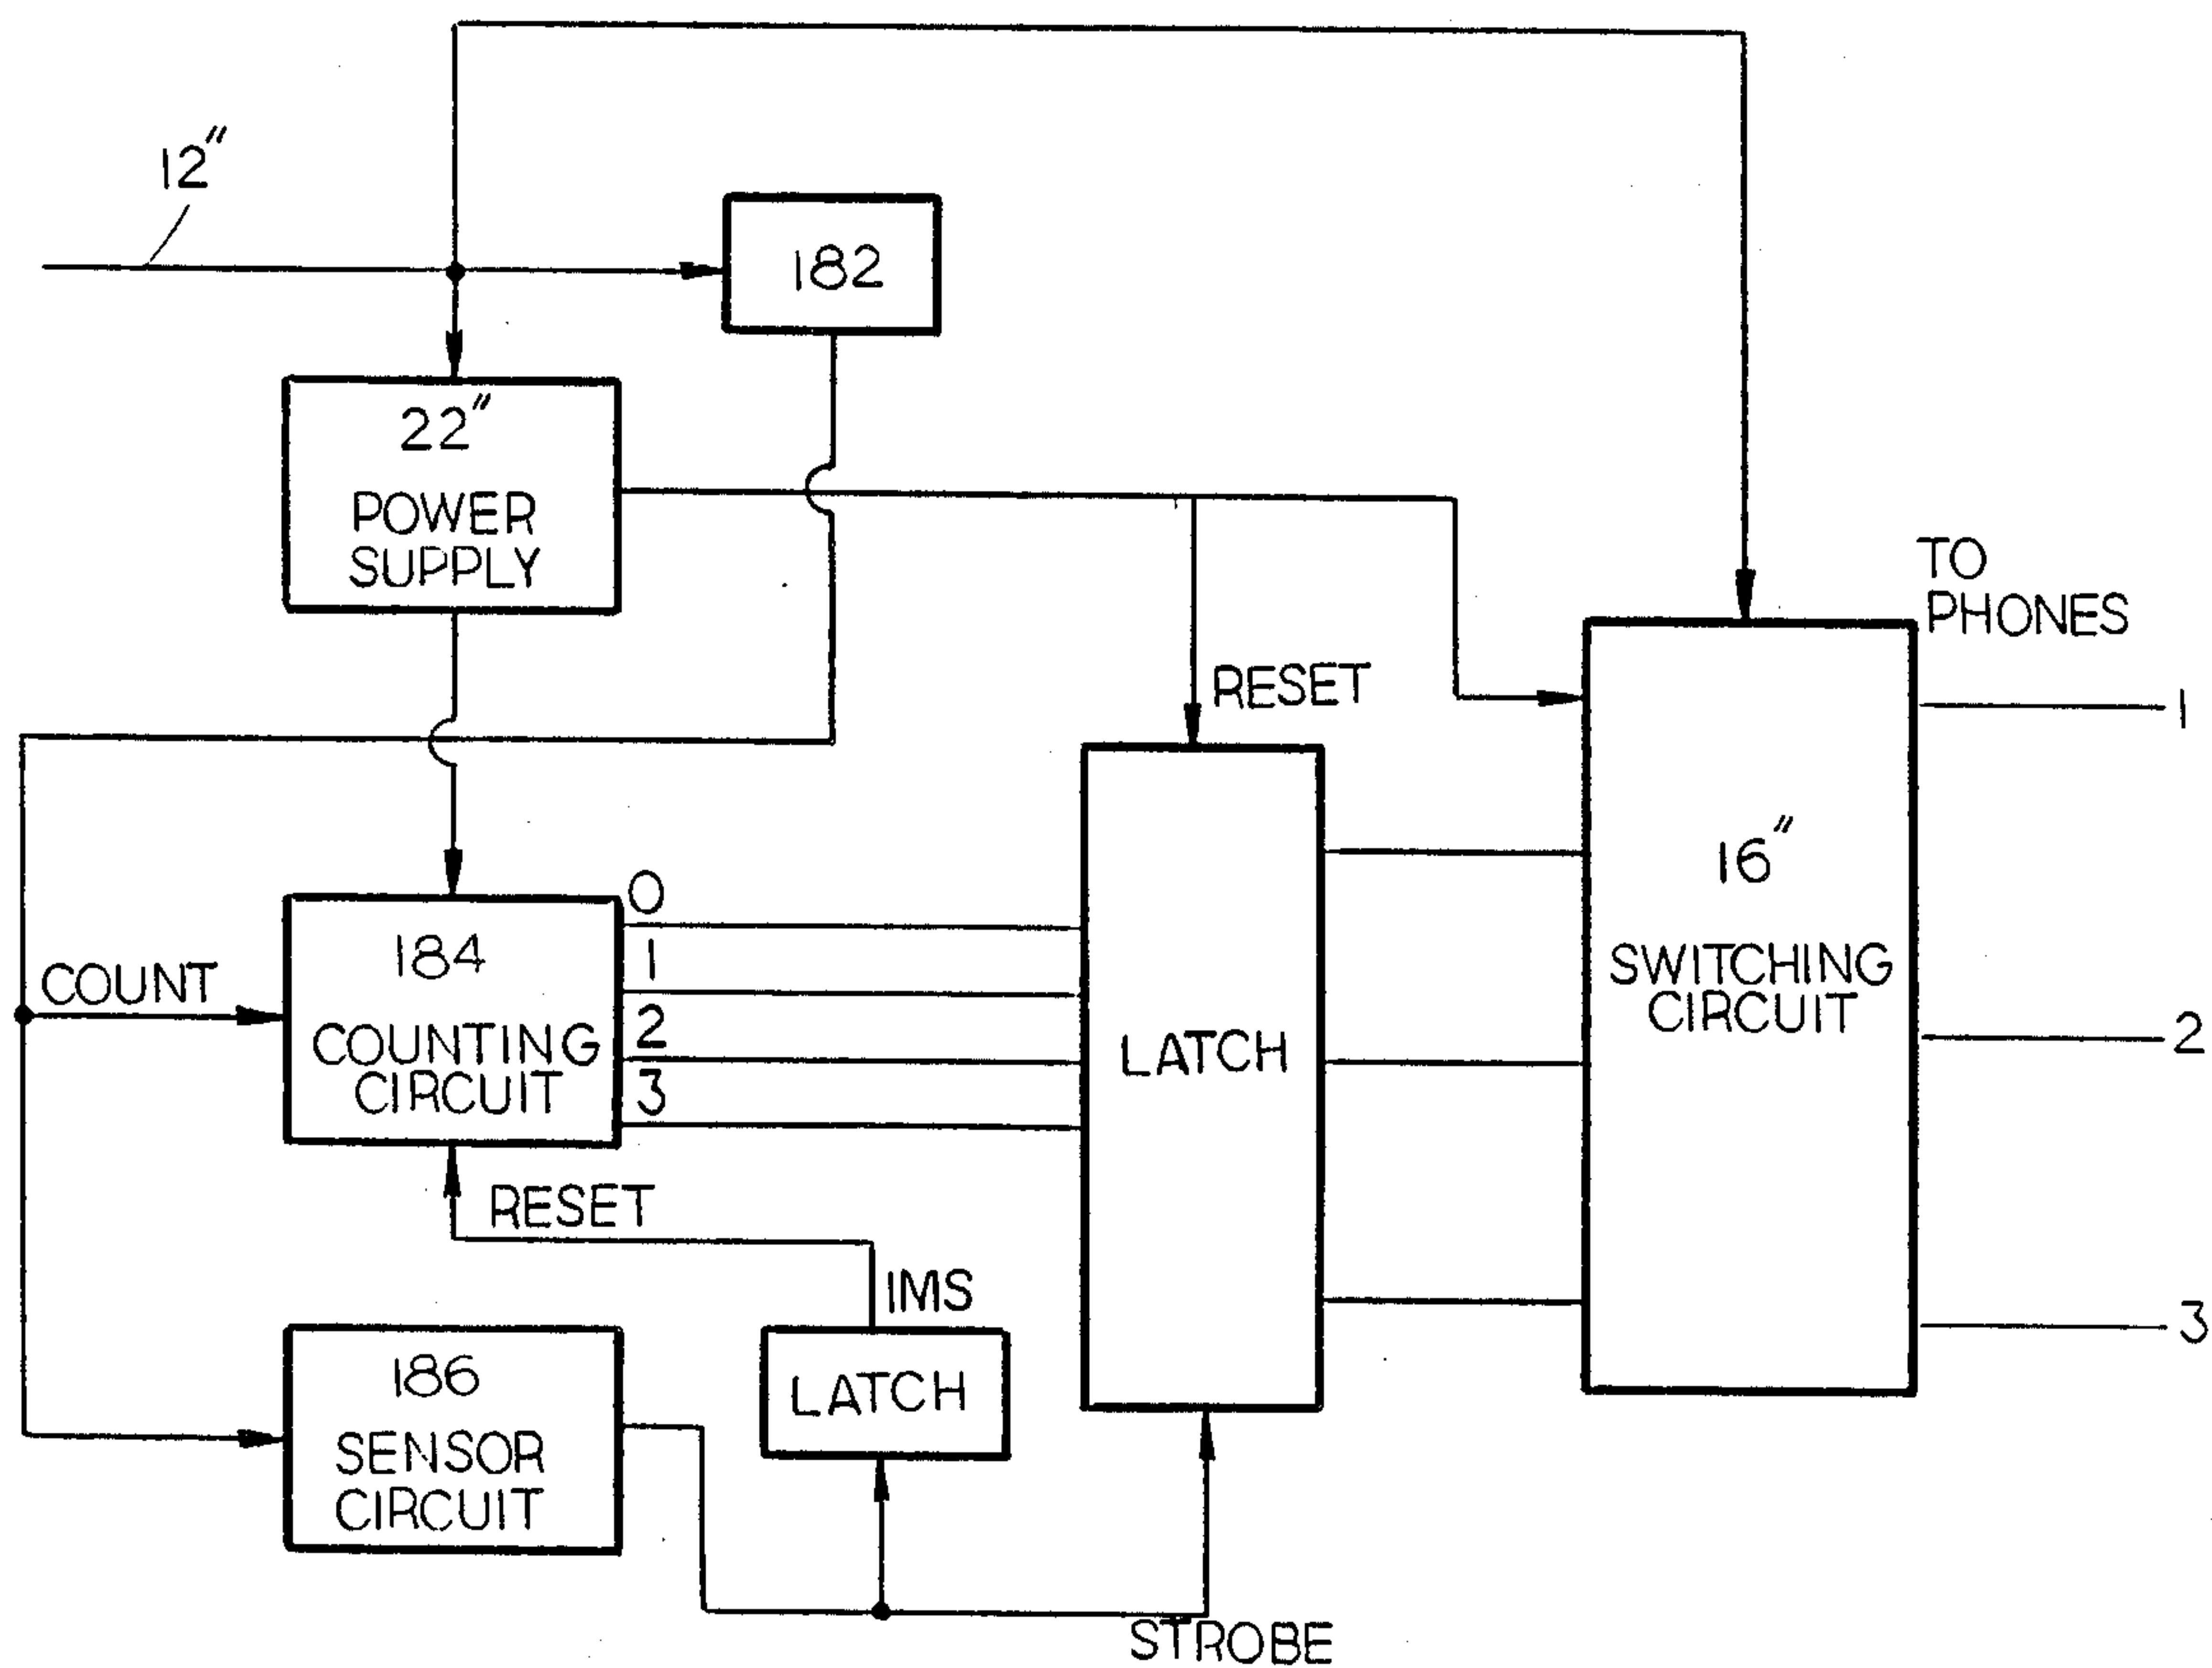 12"
182
22"
POWER
SUPPLY
TO
PHONES
RESET
1
16"
SWITCHING
CIRCUIT
0
1
2
3
184
COUNTING
CIRCUIT
COUNT
LATCH
2
RESET
IMS
LATCH
3
186
SENSOR
CIRCUIT
STROBE